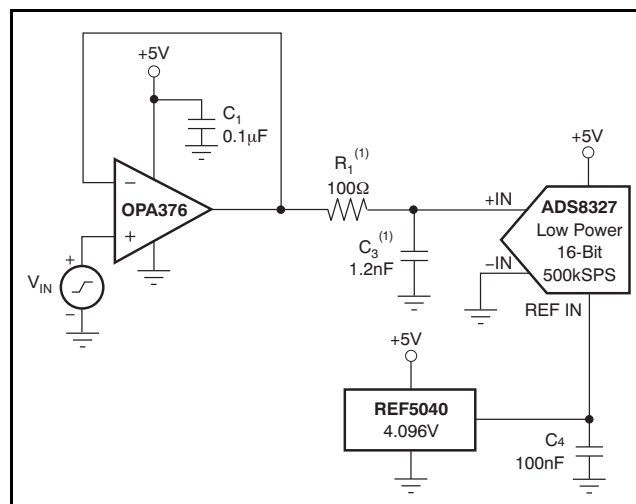 +5V
C1
0.1μF
−
OPA376
+
+
VIN
−
R1(1)
100Ω
C3(1)
1.2nF
+5V
+IN
ADS8327
Low Power
16-Bit
500kSPS
−IN
REF IN
+5V
REF5040
4.096V
C4
100nF